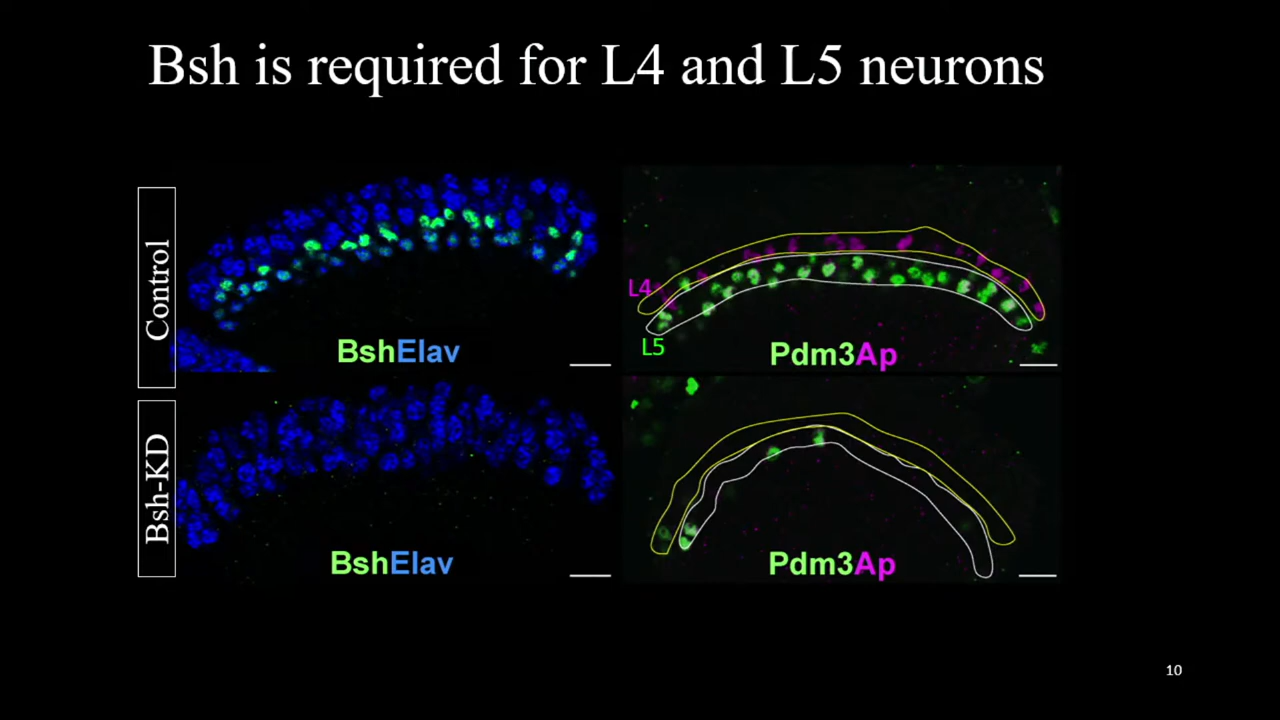 Bsh is required for L4 and L5 neurons
Control
BshElav
L4
L5
Pdm3Ap
Bsh-KD
BshElav
Pdm3Ap
10